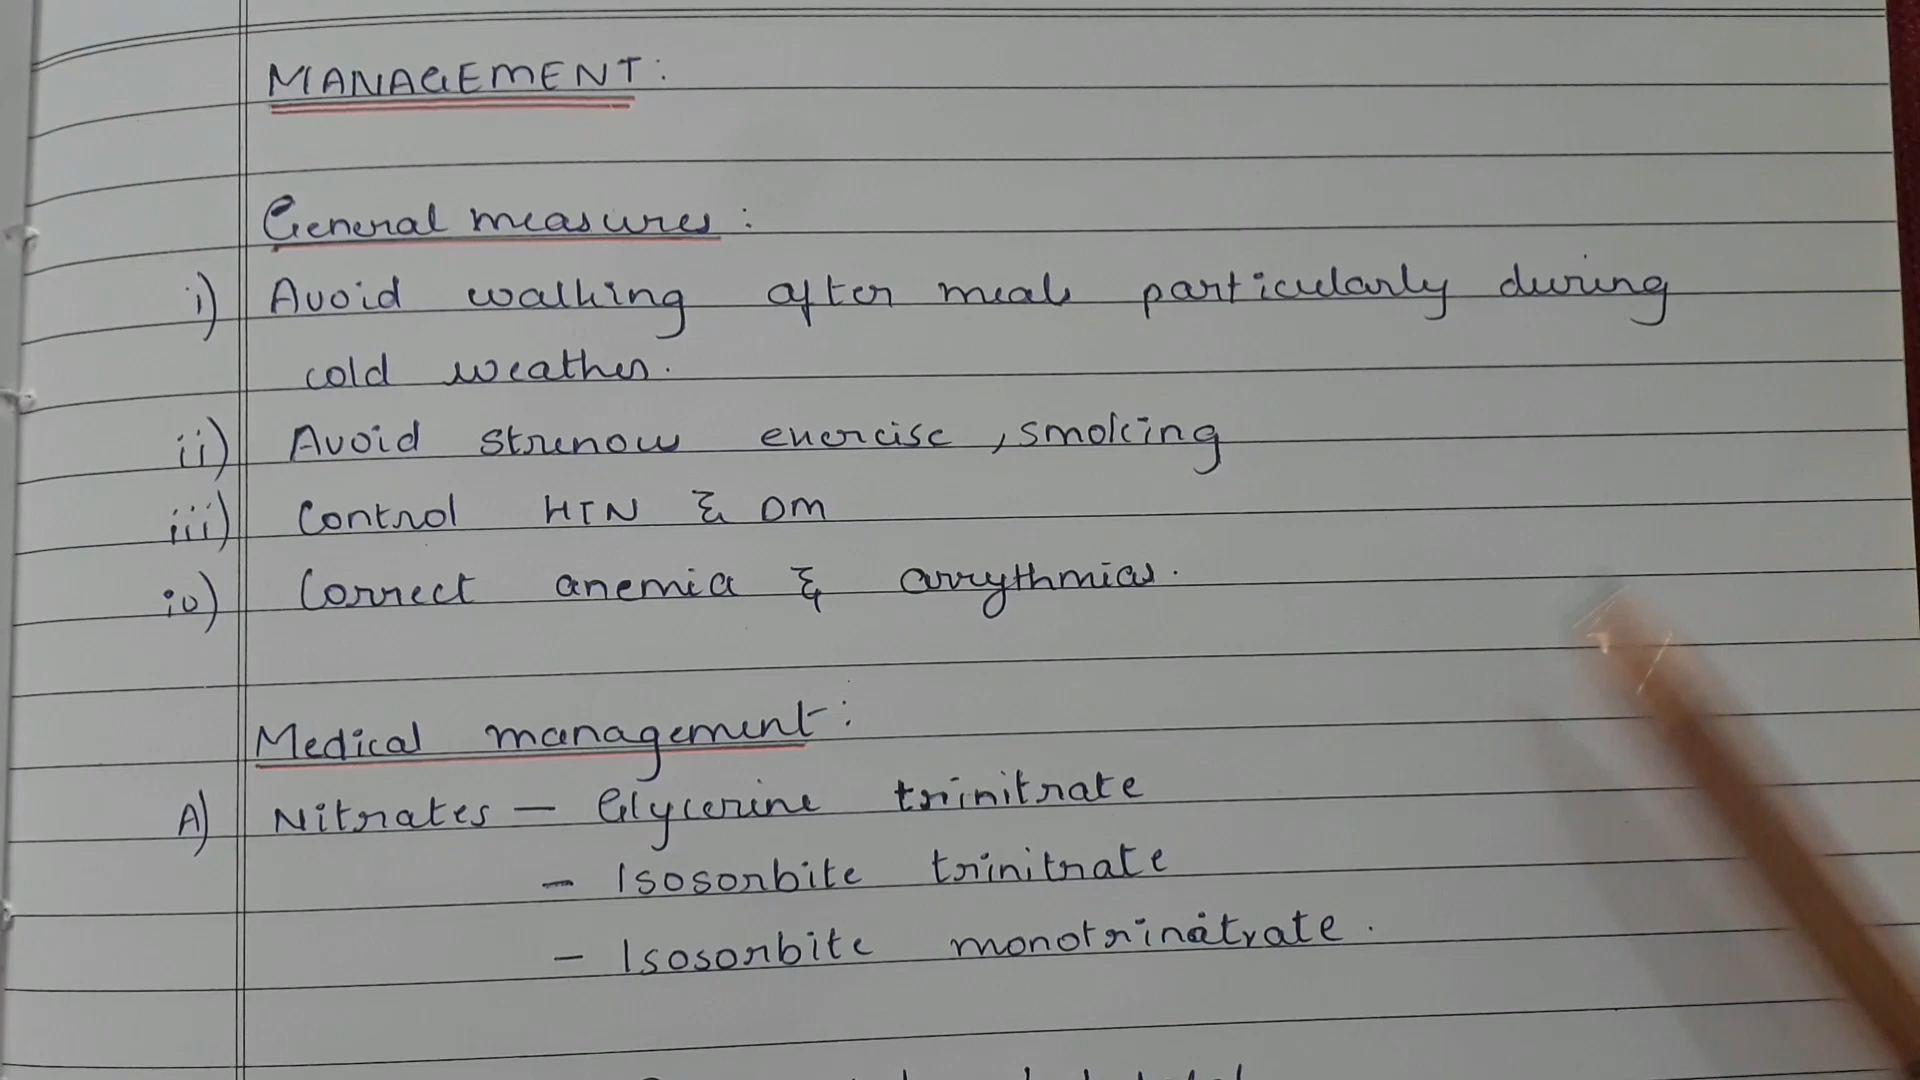 MANAGEMENT:
General measures:
i) Avoid walking after meals particularly during
cold weather.
ii) Avoid strenous exercise, smoking
iii) Control HTN & DM
iv) Correct anemia & arrythmias.
Medical management:
A) Nitrates - Glycerine trinitrate
- Isosorbite trinitrate
- Isosorbite monotrinitrate.